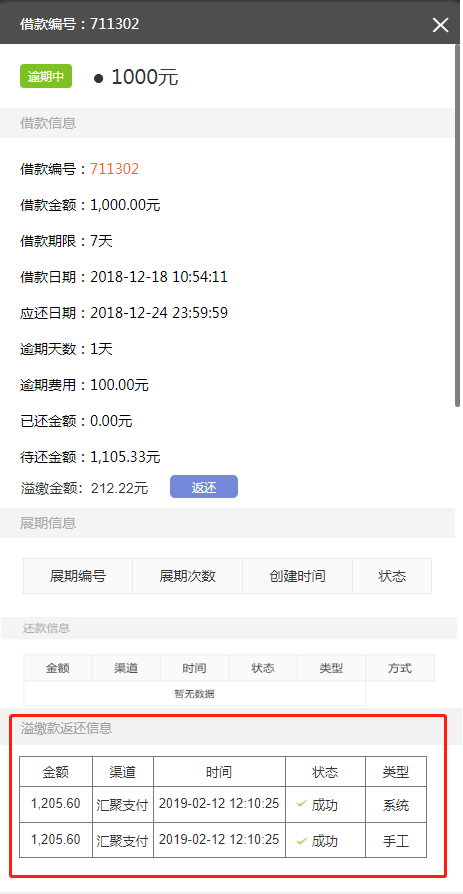 借款编号：711302
逾期中 ● 1000元
借款信息
借款编号：711302
借款金额：1,000.00元
借款期限：7天
借款日期：2018-12-18 10:54:11
应还日期：2018-12-24 23:59:59
逾期天数：1天
逾期费用：100.00元
已还金额：0.00元
待还金额：1,105.33元
溢缴金额：212.22元 返还
展期信息
展期编号 展期次数 创建时间 状态
还款信息
金额 渠道 时间 状态 类型 方式
暂无数据
溢缴款返还信息
金额 渠道 时间 状态 类型
1,205.60 汇聚支付 2019-02-12 12:10:25 成功 系统
1,205.60 汇聚支付 2019-02-12 12:10:25 成功 手工